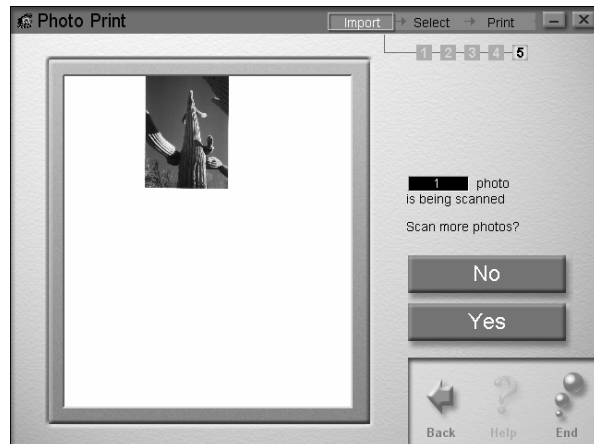 Photo Print
Import → Select → Print
1 2 3 4 5
1 photo
is being scanned
Scan more photos?
No
Yes
Back Help End